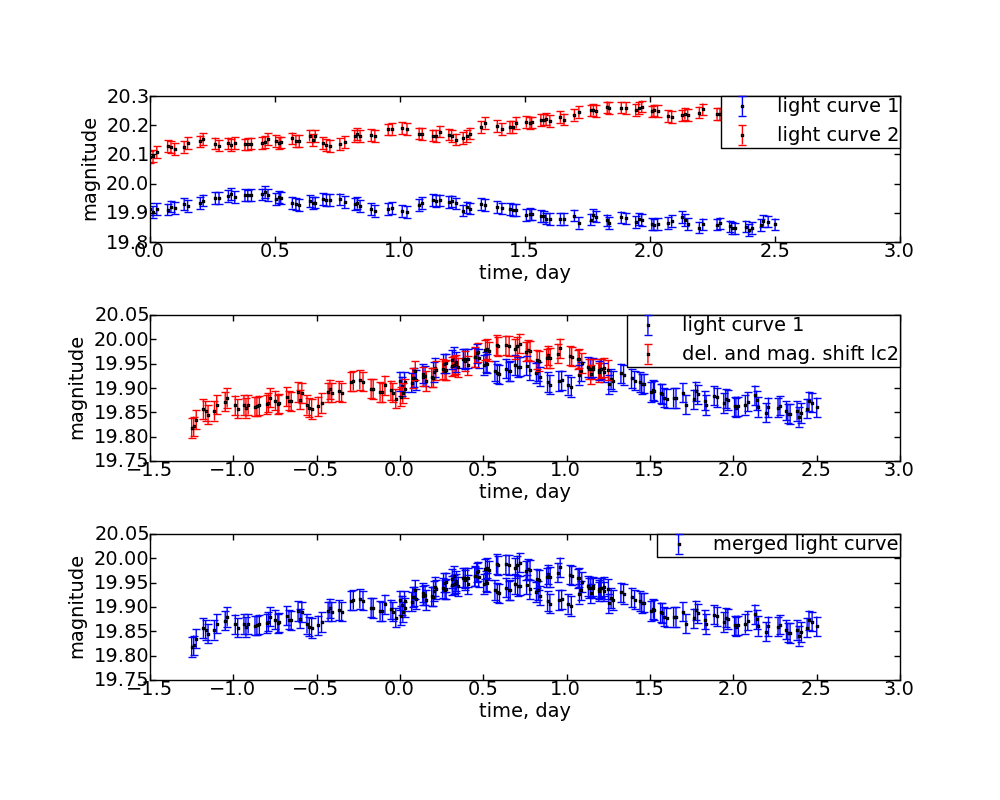 20.3
20.2
20.1
20.0
19.9
19.8
magnitude
0.0 0.5 1.0 1.5 2.0 2.5 3.0
time, day
light curve 1
light curve 2
20.05
20.00
19.95
19.90
19.85
19.80
19.75
magnitude
−1.5 −1.0 −0.5 0.0 0.5 1.0 1.5 2.0 2.5 3.0
time, day
light curve 1
del. and mag. shift lc2
20.05
20.00
19.95
19.90
19.85
19.80
19.75
magnitude
−1.5 −1.0 −0.5 0.0 0.5 1.0 1.5 2.0 2.5 3.0
time, day
merged light curve